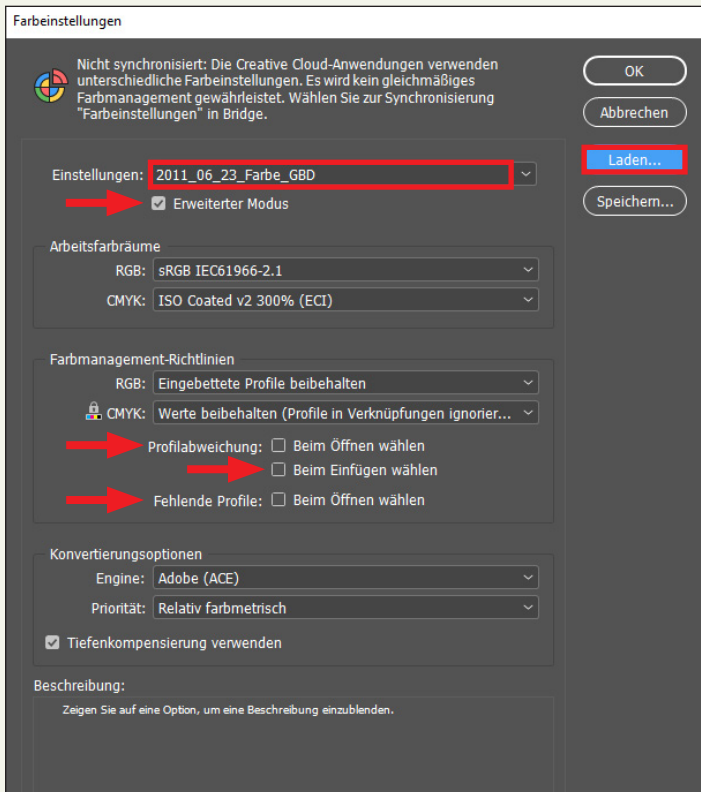 Farbeinstellungen
Nicht synchronisiert: Die Creative Cloud-Anwendungen verwenden
unterschiedliche Farbeinstellungen. Es wird kein gleichmäßiges
Farbmanagement gewährleistet. Wählen Sie zur Synchronisierung
"Farbeinstellungen" in Bridge.
OK
Abbrechen
Laden...
Speichern...
Einstellungen: 2011_06_23_Farbe_GBD
Erweiterter Modus
Arbeitsfarbräume
RGB: sRGB IEC61966-2.1
CMYK: ISO Coated v2 300% (ECI)
Farbmanagement-Richtlinien
RGB: Eingebettete Profile beibehalten
CMYK: Werte beibehalten (Profile in Verknüpfungen ignorier...
Profilabweichung: Beim Öffnen wählen
Beim Einfügen wählen
Fehlende Profile: Beim Öffnen wählen
Konvertierungsoptionen
Engine: Adobe (ACE)
Priorität: Relativ farbmetrisch
Tiefenkompensierung verwenden
Beschreibung:
Zeigen Sie auf eine Option, um eine Beschreibung einzublenden.